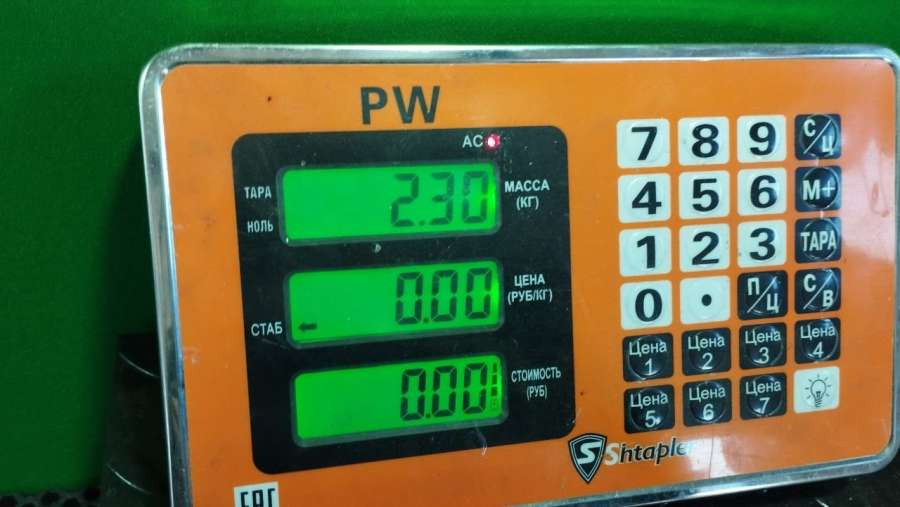 PW
AC
ТАРА
НОЛЬ
2.30
МАССА
(КГ)
0.00
ЦЕНА
(РУБ/КГ)
СТАБ
0.00
СТОИМОСТЬ
(РУБ)
7 8 9 С/Ц
4 5 6 М+
1 2 3 ТАРА
0 . П/Ц С/В
Цена 1 Цена 2 Цена 3 Цена 4
Цена 5 Цена 6 Цена 7
Shtapler
EAC